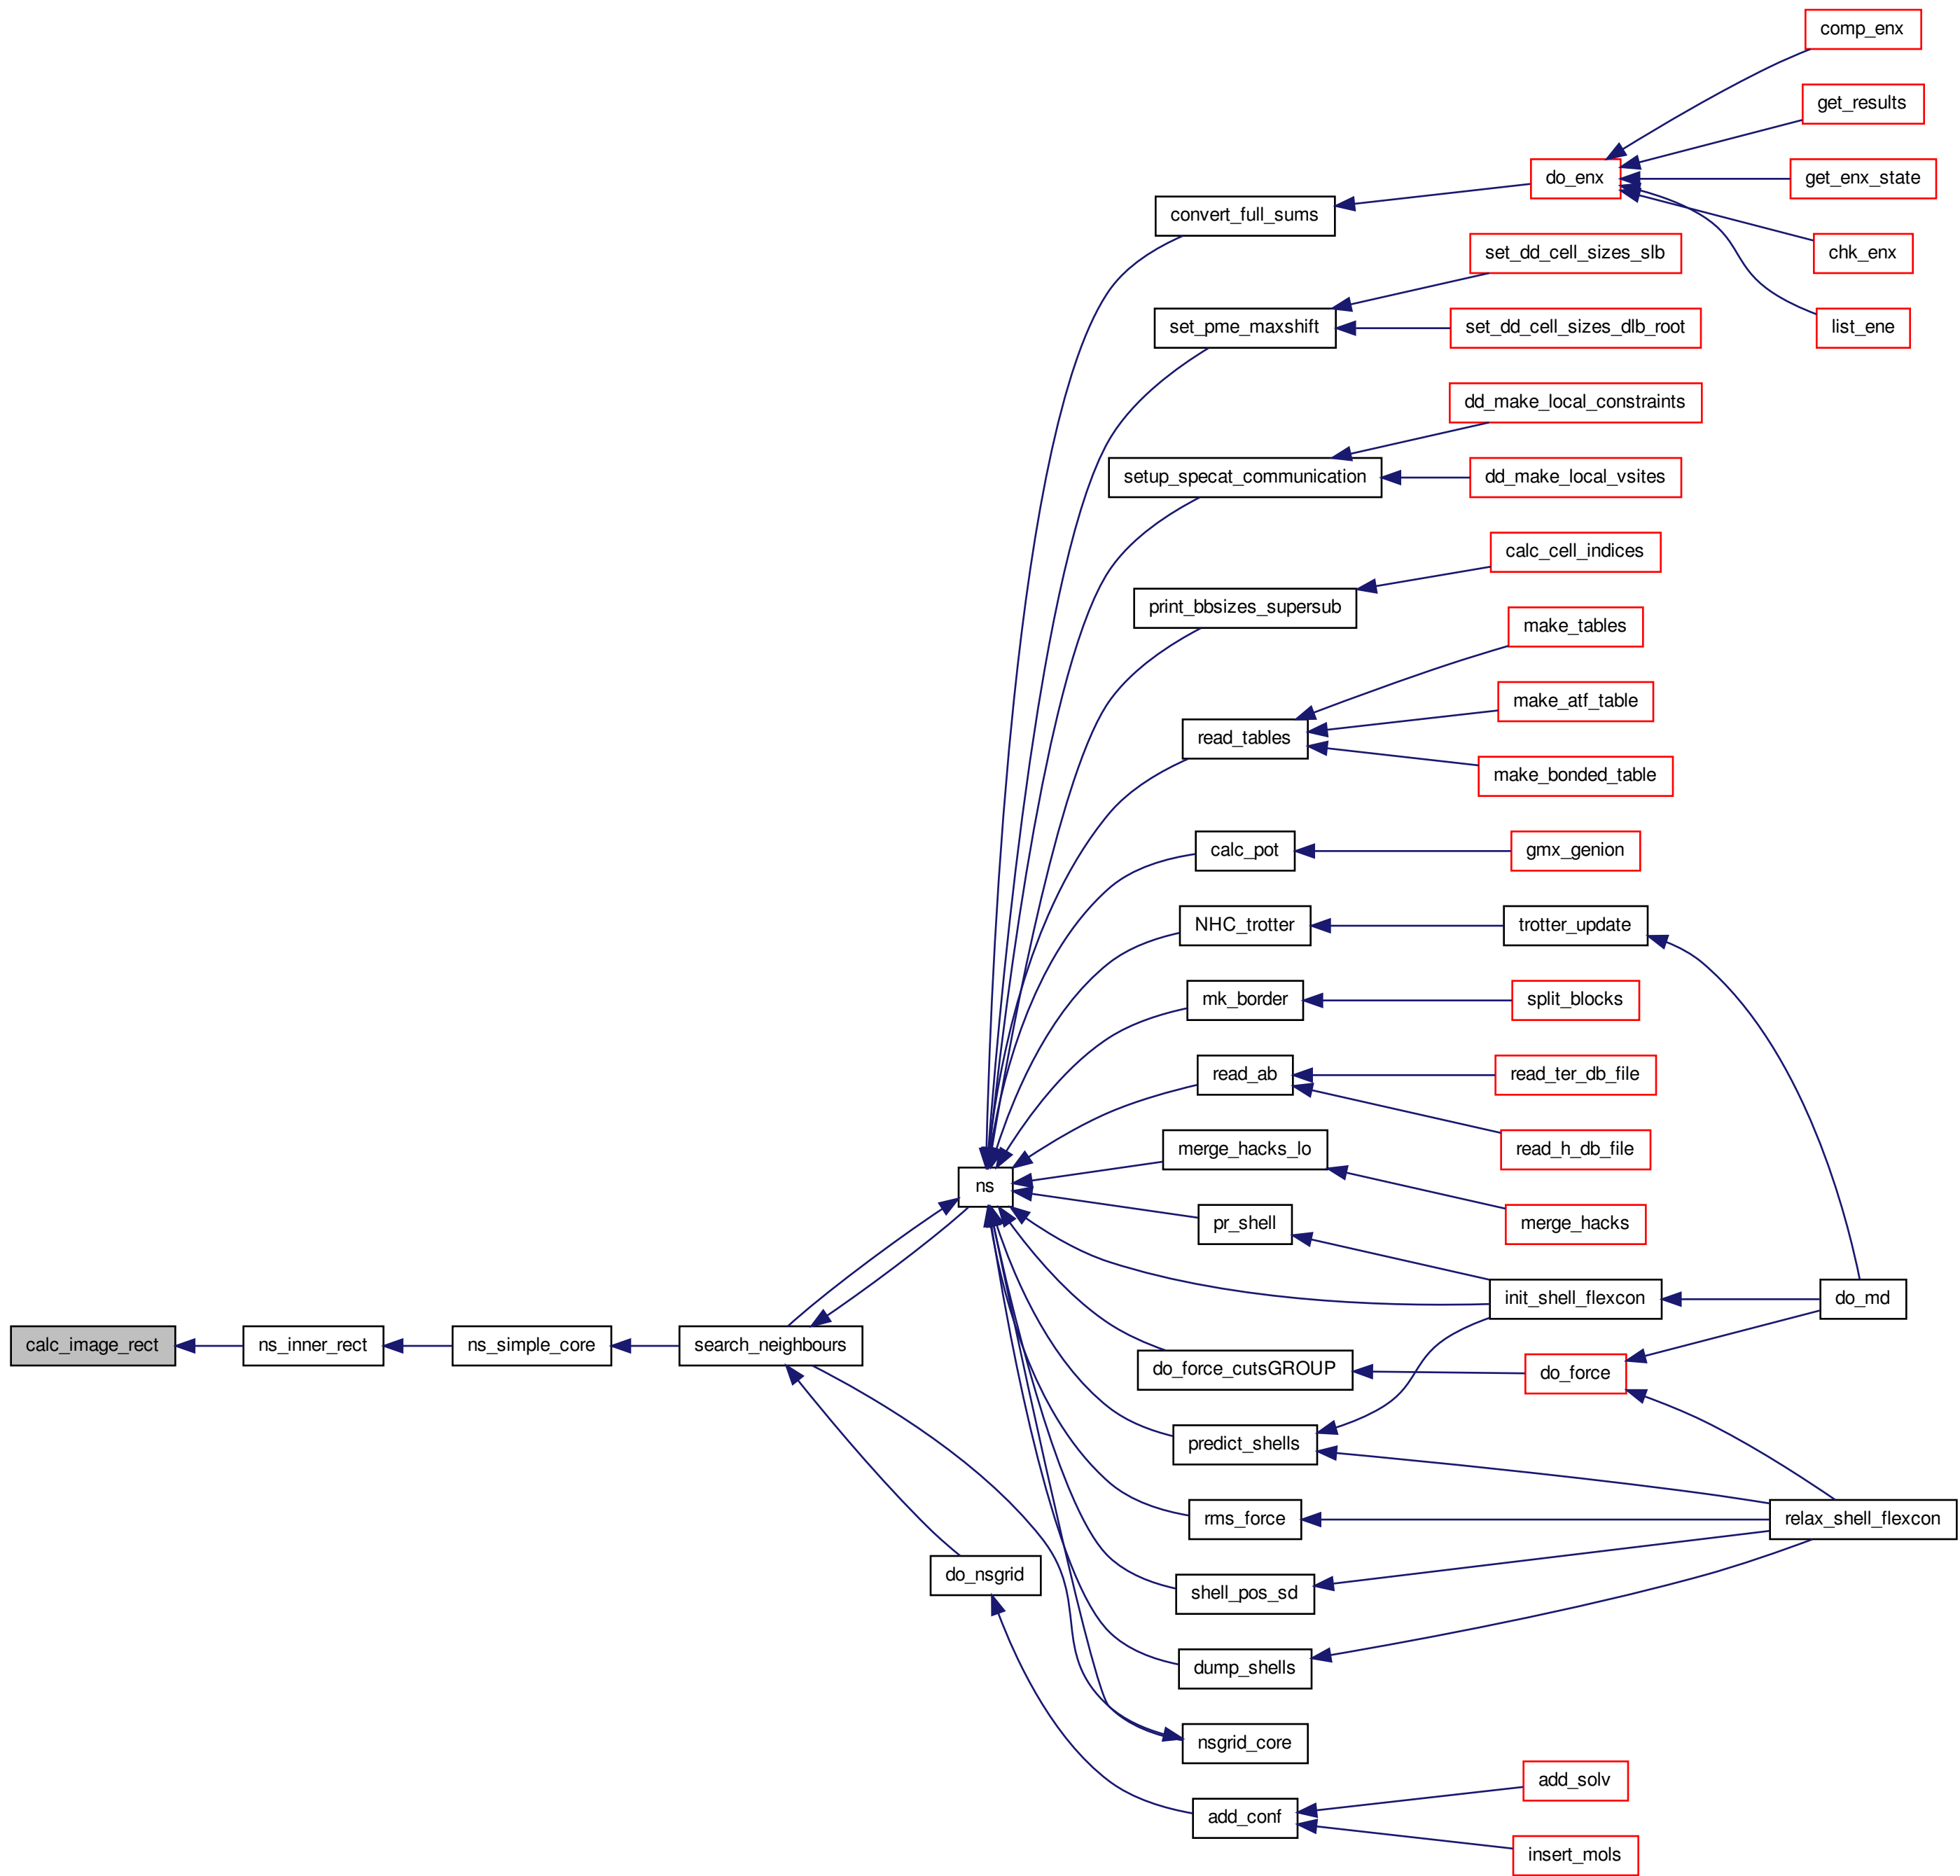 comp_enx
get_results
do_enx
get_enx_state
convert_full_sums
set_dd_cell_sizes_slb
chk_enx
set_pme_maxshift
set_dd_cell_sizes_dlb_root
list_ene
dd_make_local_constraints
setup_specat_communication
dd_make_local_vsites
calc_cell_indices
print_bbsizes_supersub
make_tables
make_atf_table
read_tables
make_bonded_table
calc_pot
gmx_genion
NHC_trotter
trotter_update
mk_border
split_blocks
read_ab
read_ter_db_file
merge_hacks_lo
read_h_db_file
ns
pr_shell
merge_hacks
init_shell_flexcon
do_md
calc_image_rect
ns_inner_rect
ns_simple_core
search_neighbours
do_force_cutsGROUP
do_force
predict_shells
rms_force
relax_shell_flexcon
do_nsgrid
shell_pos_sd
dump_shells
nsgrid_core
add_solv
add_conf
insert_mols